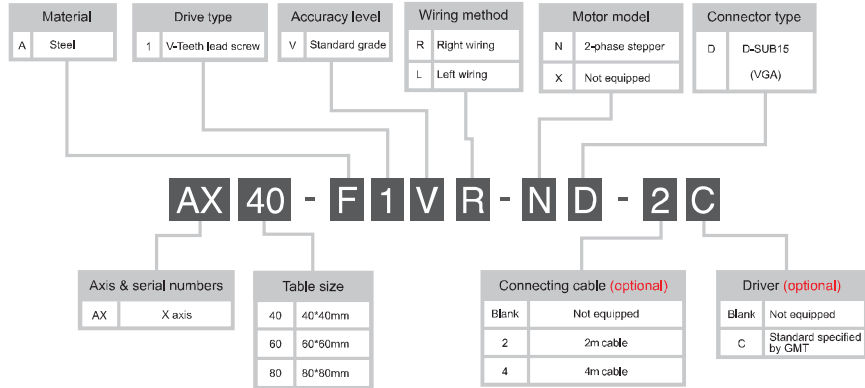 Material
A Steel
Drive type
1 V-Teeth lead screw
Accuracy level
V Standard grade
Wiring method
R Right wiring
L Left wiring
Motor model
N 2-phase stepper
X Not equipped
Connector type
D D-SUB15
(VGA)
AX 40 - F 1 V R - N D - 2 C
Axis & serial numbers
AX X axis
Table size
40 40*40mm
60 60*60mm
80 80*80mm
Connecting cable (optional)
Blank Not equipped
2 2m cable
4 4m cable
Driver (optional)
Blank Not equipped
C Standard specified
by GMT